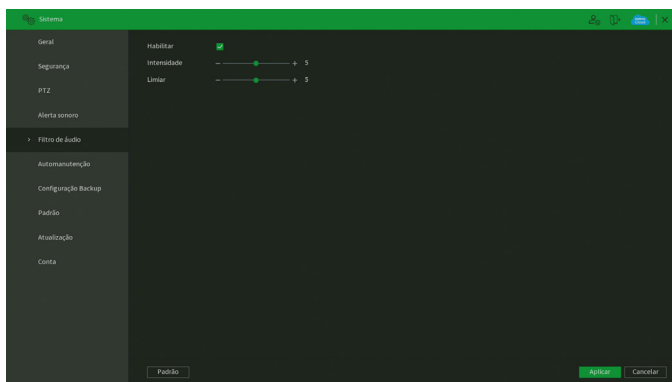 Sistema
Geral
Segurança
PTZ
Alerta sonoro
Filtro de áudio
Automanutenção
Configuração Backup
Padrão
Atualização
Conta
Habilitar
Intensidade - + 5
Limiar - + 5
Padrão
Aplicar
Cancelar